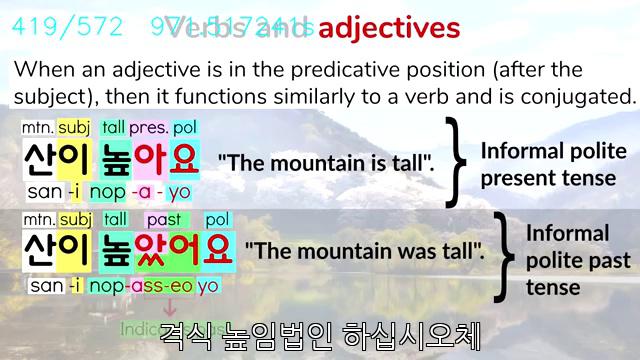 419/572 971.517241s
Verbs and adjectives
When an adjective is in the predicative position (after the
subject), then it functions similarly to a verb and is conjugated.
mtn. subj tall pres. pol
산이 높아요 "The mountain is tall".
san -i nop -a - yo
Informal polite
present tense
mtn. subj tall past pol
산이 높았어요 "The mountain was tall".
san -i nop-ass-eo yo
Informal
polite past
tense
격식 높임법인 하십시오체